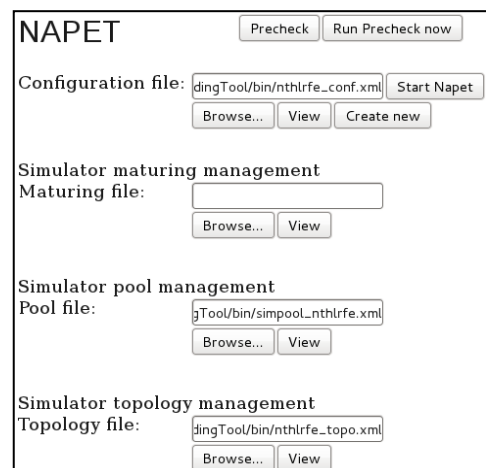 NAPET Precheck Run Precheck now
Configuration file: dingTool/bin/nthlrfe_conf.xml Start Napet
Browse... View Create new
Simulator maturing management
Maturing file:
Browse... View
Simulator pool management
Pool file: gTool/bin/simpool_nthlrfe.xml
Browse... View
Simulator topology management
Topology file: dingTool/bin/nthlrfe_topo.xml
Browse... View